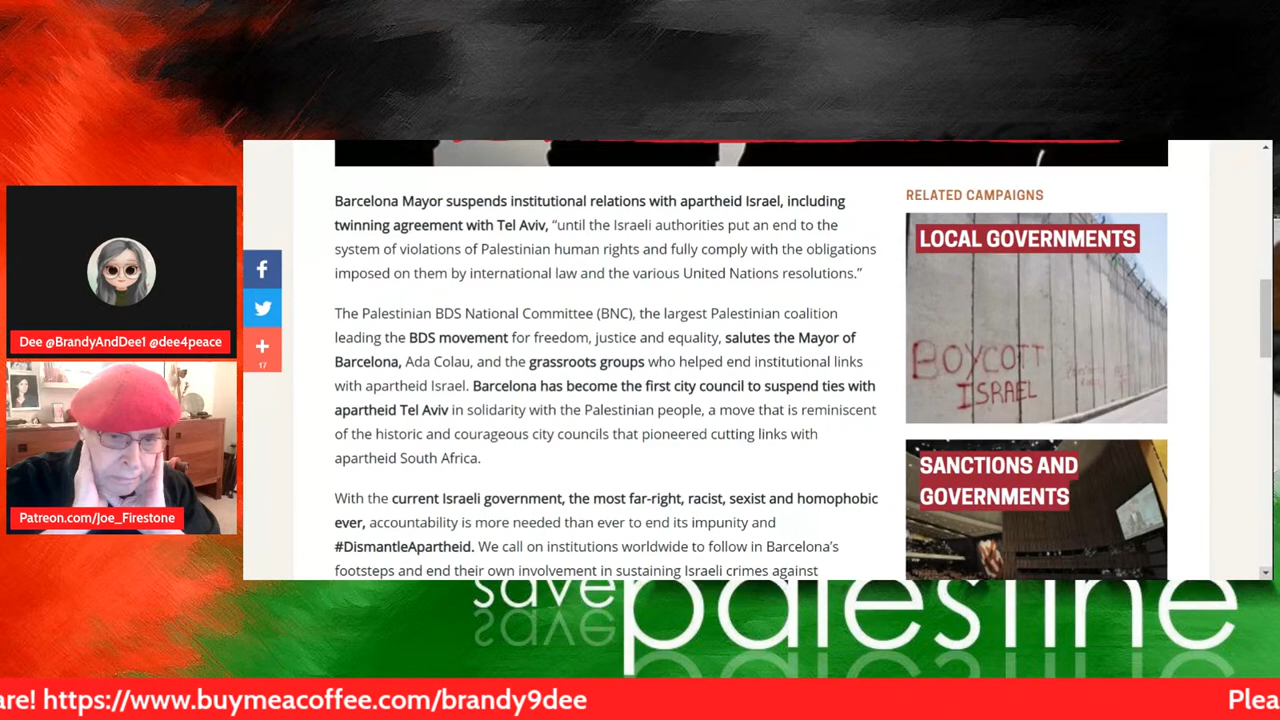 Barcelona Mayor suspends institutional relations with apartheid Israel, including
twinning agreement with Tel Aviv, “until the Israeli authorities put an end to the
system of violations of Palestinian human rights and fully comply with the obligations
imposed on them by international law and the various United Nations resolutions.”
The Palestinian BDS National Committee (BNC), the largest Palestinian coalition
leading the BDS movement for freedom, justice and equality, salutes the Mayor of
Barcelona, Ada Colau, and the grassroots groups who helped end institutional links
with apartheid Israel. Barcelona has become the first city council to suspend ties with
apartheid Tel Aviv in solidarity with the Palestinian people, a move that is reminiscent
of the historic and courageous city councils that pioneered cutting links with
apartheid South Africa.
With the current Israeli government, the most far-right, racist, sexist and homophobic
ever, accountability is more needed than ever to end its impunity and
#DismantleApartheid. We call on institutions worldwide to follow in Barcelona’s
footsteps and end their own involvement in sustaining Israeli crimes against
RELATED CAMPAIGNS
LOCAL GOVERNMENTS
BOYCOTT
ISRAEL
SANCTIONS AND
GOVERNMENTS
17
Dee @BrandyAndDee1 @dee4peace
Patreon.com/Joe_Firestone
save palestine
are! https://www.buymeacoffee.com/brandy9dee
Plea